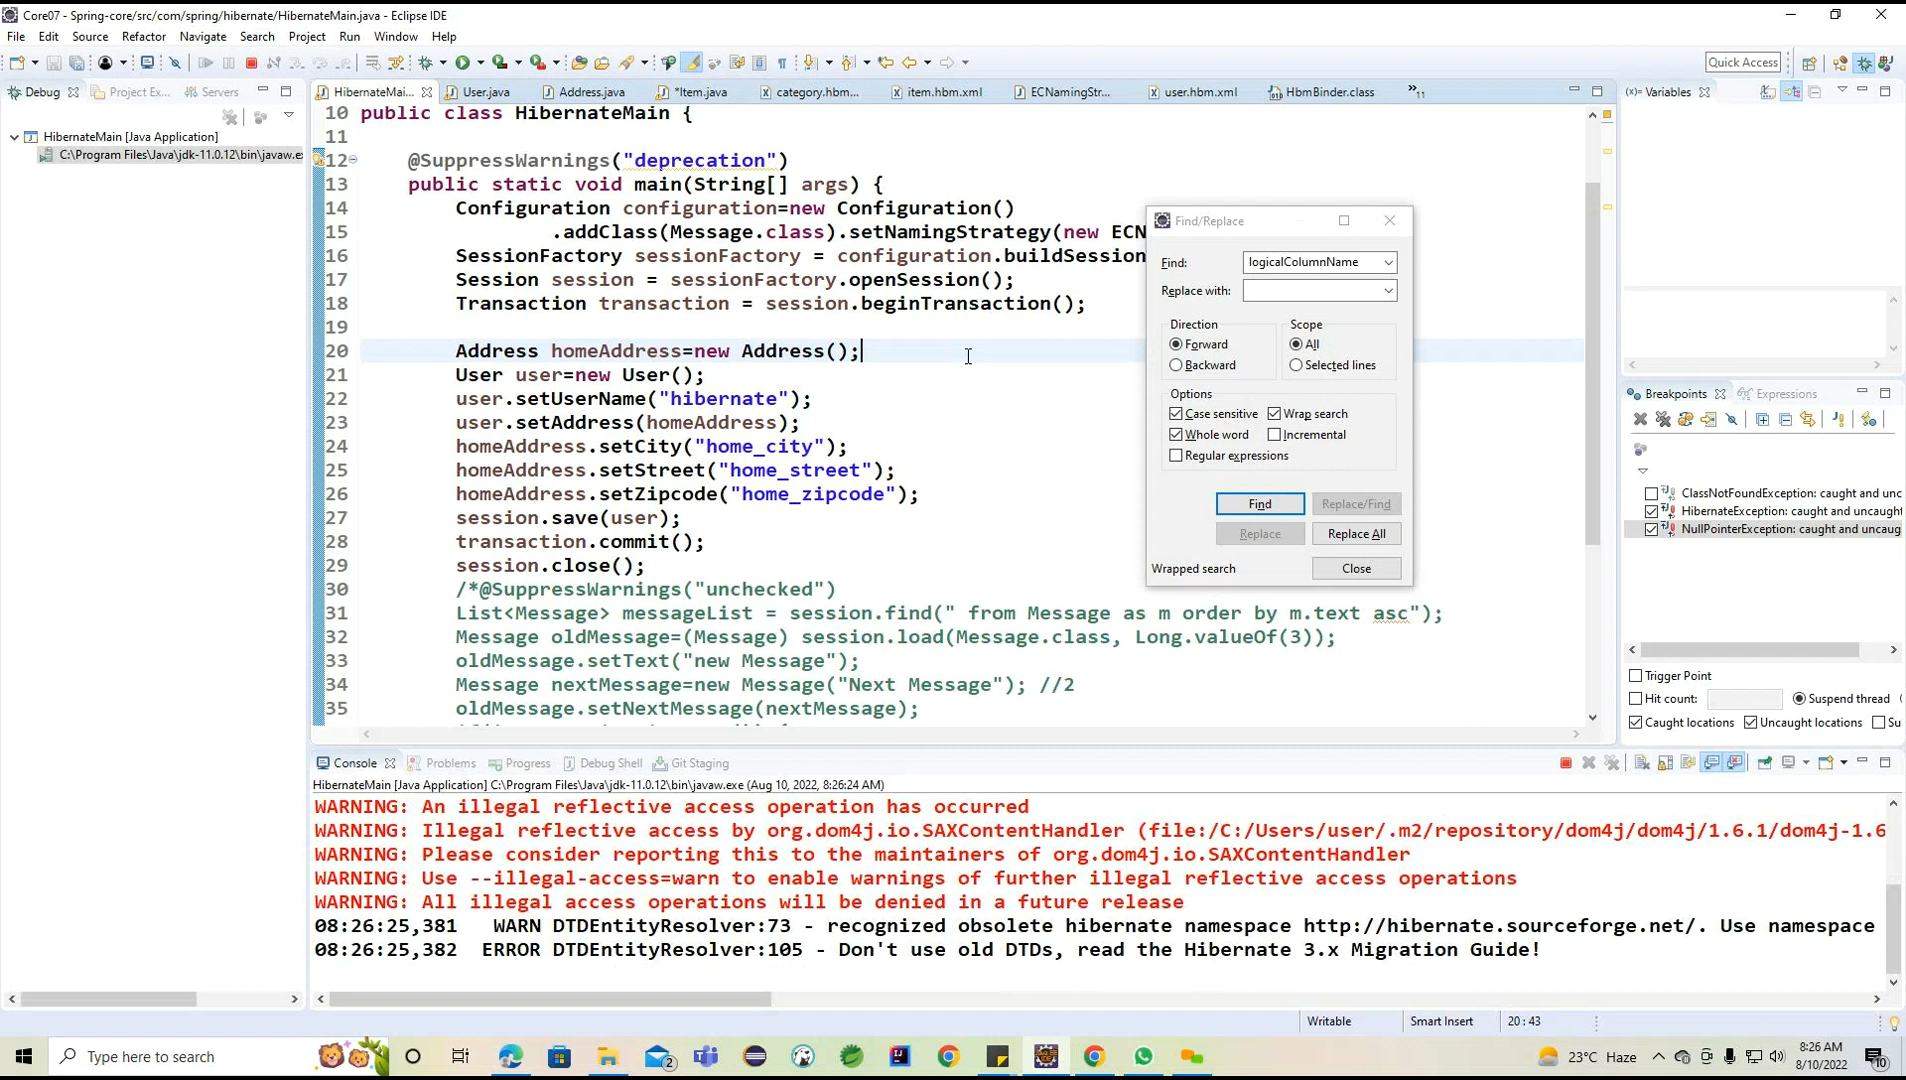 Core07 - Spring-core/src/com/spring/hibernate/HibernateMain.java - Eclipse IDE
File Edit Source Refactor Navigate Search Project Run Window Help
Quick Access
Debug Project Ex... Servers
HibernateMain [Java Application]
C:\Program Files\Java\jdk-11.0.12\bin\javaw.e
HibernateMai... User.java Address.java *Item.java category.hbm... item.hbm.xml ECNamingStr... user.hbm.xml HbmBinder.class »11
10 public class HibernateMain {
11
12 @SuppressWarnings("deprecation")
13 public static void main(String[] args) {
14 Configuration configuration=new Configuration()
15 .addClass(Message.class).setNamingStrategy(new ECN
16 SessionFactory sessionFactory = configuration.buildSession
17 Session session = sessionFactory.openSession();
18 Transaction transaction = session.beginTransaction();
19
20 Address homeAddress=new Address();
21 User user=new User();
22 user.setUserName("hibernate");
23 user.setAddress(homeAddress);
24 homeAddress.setCity("home_city");
25 homeAddress.setStreet("home_street");
26 homeAddress.setZipcode("home_zipcode");
27 session.save(user);
28 transaction.commit();
29 session.close();
30 /*@SuppressWarnings("unchecked")
31 List<Message> messageList = session.find(" from Message as m order by m.text asc");
32 Message oldMessage=(Message) session.load(Message.class, Long.valueOf(3));
33 oldMessage.setText("new Message");
34 Message nextMessage=new Message("Next Message"); //2
35 oldMessage.setNextMessage(nextMessage);
Find/Replace
Find: logicalColumnName
Replace with:
Direction
Forward
Backward
Scope
All
Selected lines
Options
Case sensitive Wrap search
Whole word Incremental
Regular expressions
Find Replace/Find
Replace Replace All
Wrapped search Close
(x)= Variables
Breakpoints Expressions
ClassNotFoundException: caught and unc
HibernateException: caught and uncaught
NullPointerException: caught and uncaug
Trigger Point
Hit count: Suspend thread
Caught locations Uncaught locations Su
Console Problems Progress Debug Shell Git Staging
HibernateMain [Java Application] C:\Program Files\Java\jdk-11.0.12\bin\javaw.exe (Aug 10, 2022, 8:26:24 AM)
WARNING: An illegal reflective access operation has occurred
WARNING: Illegal reflective access by org.dom4j.io.SAXContentHandler (file:/C:/Users/user/.m2/repository/dom4j/dom4j/1.6.1/dom4j-1.6
WARNING: Please consider reporting this to the maintainers of org.dom4j.io.SAXContentHandler
WARNING: Use --illegal-access=warn to enable warnings of further illegal reflective access operations
WARNING: All illegal access operations will be denied in a future release
08:26:25,381 WARN DTDEntityResolver:73 - recognized obsolete hibernate namespace http://hibernate.sourceforge.net/. Use namespace
08:26:25,382 ERROR DTDEntityResolver:105 - Don't use old DTDs, read the Hibernate 3.x Migration Guide!
Writable Smart Insert 20 : 43
Type here to search
2
23°C Haze
8:26 AM
8/10/2022
10